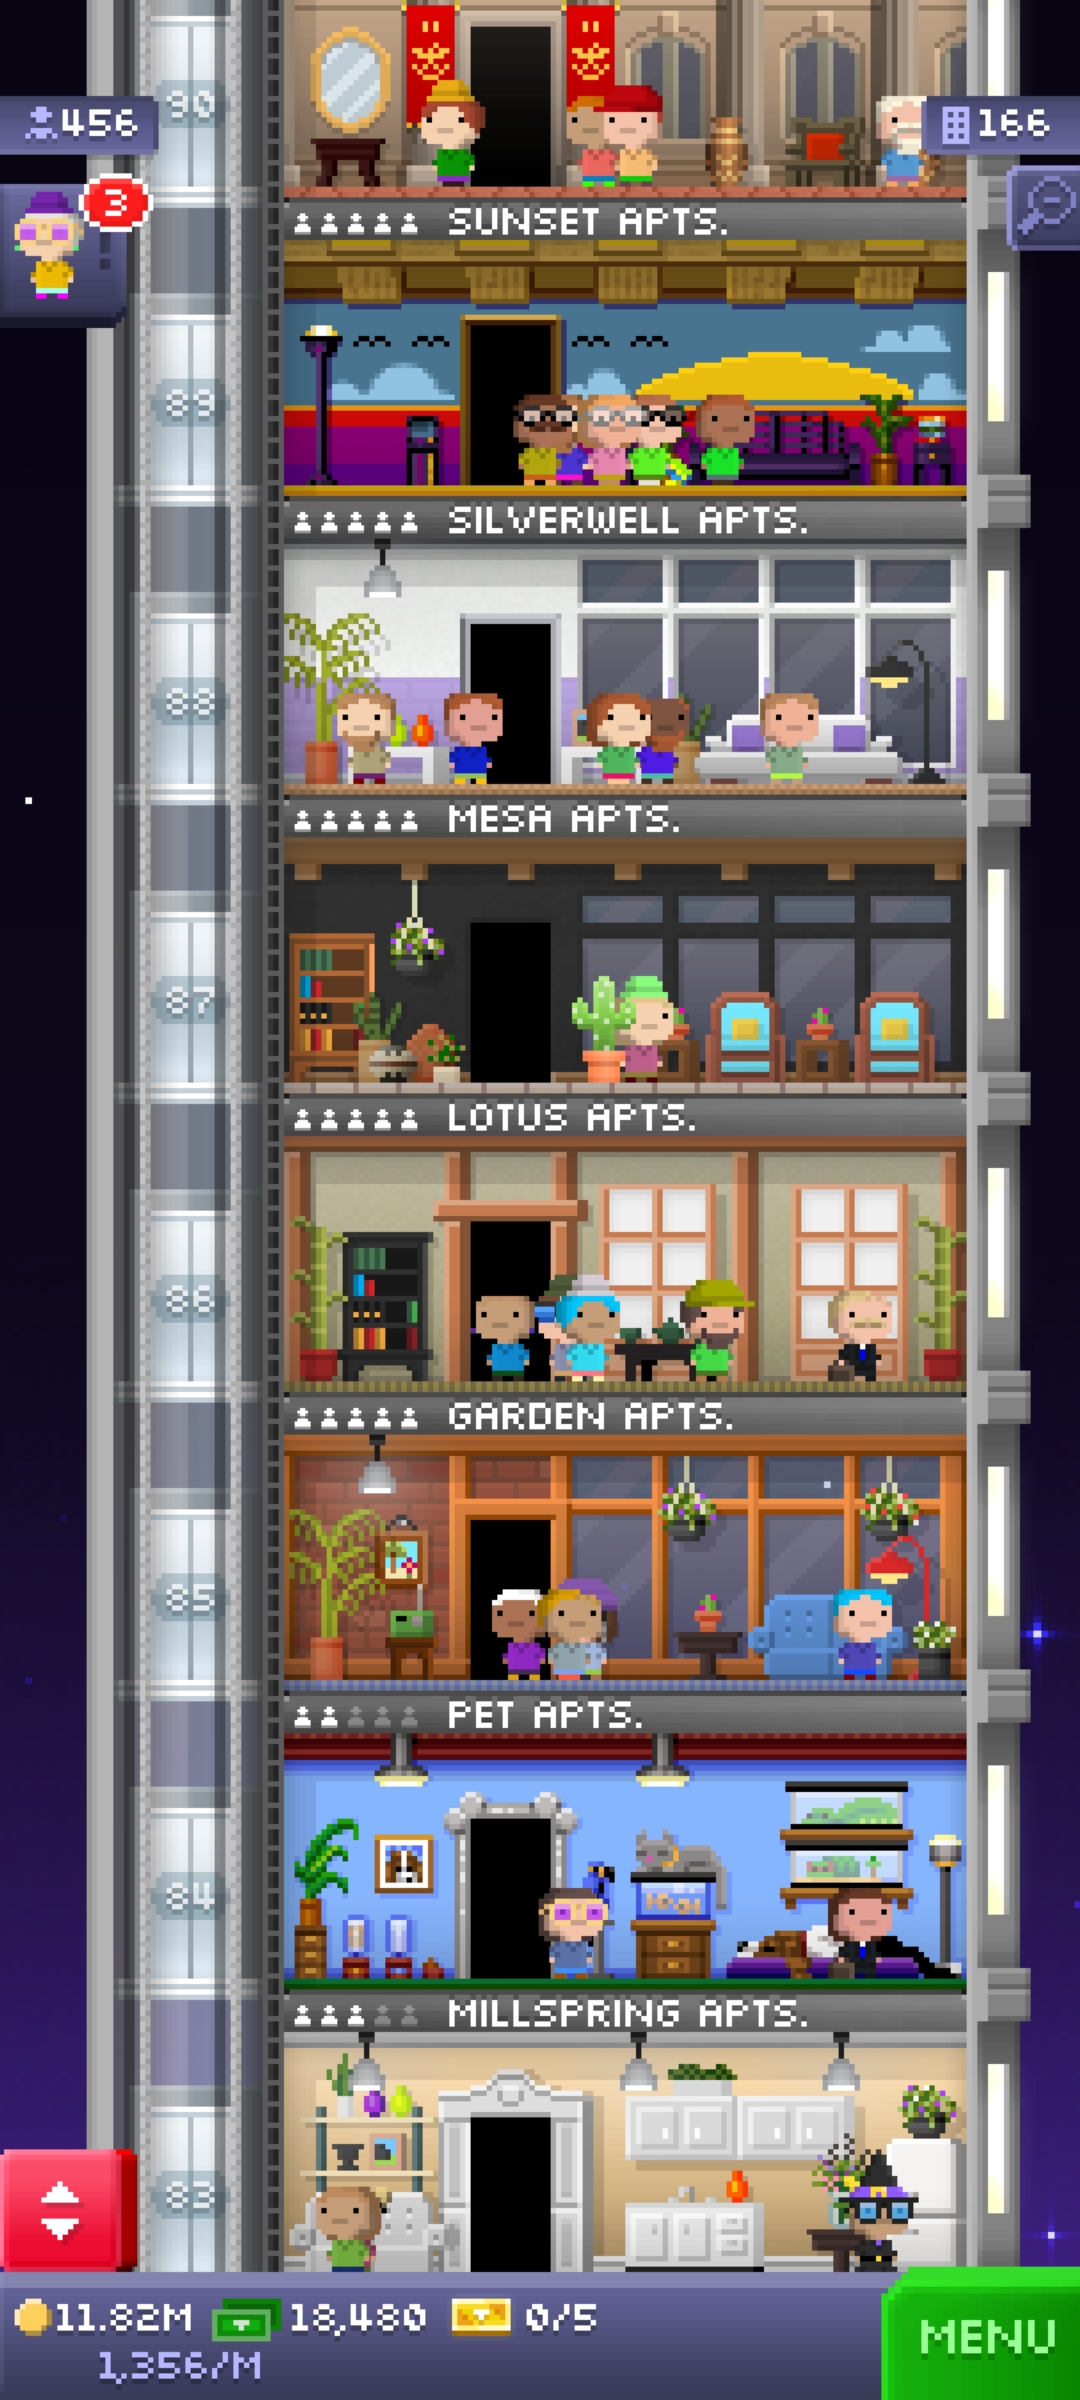 90
456
166
3
SUNSET APTS.
89
SILVERWELL APTS.
88
MESA APTS.
87
LOTUS APTS.
86
GARDEN APTS.
85
PET APTS.
84
MILLSPRING APTS.
83
11.82M 18,480 0/5
1,356/M
MENU